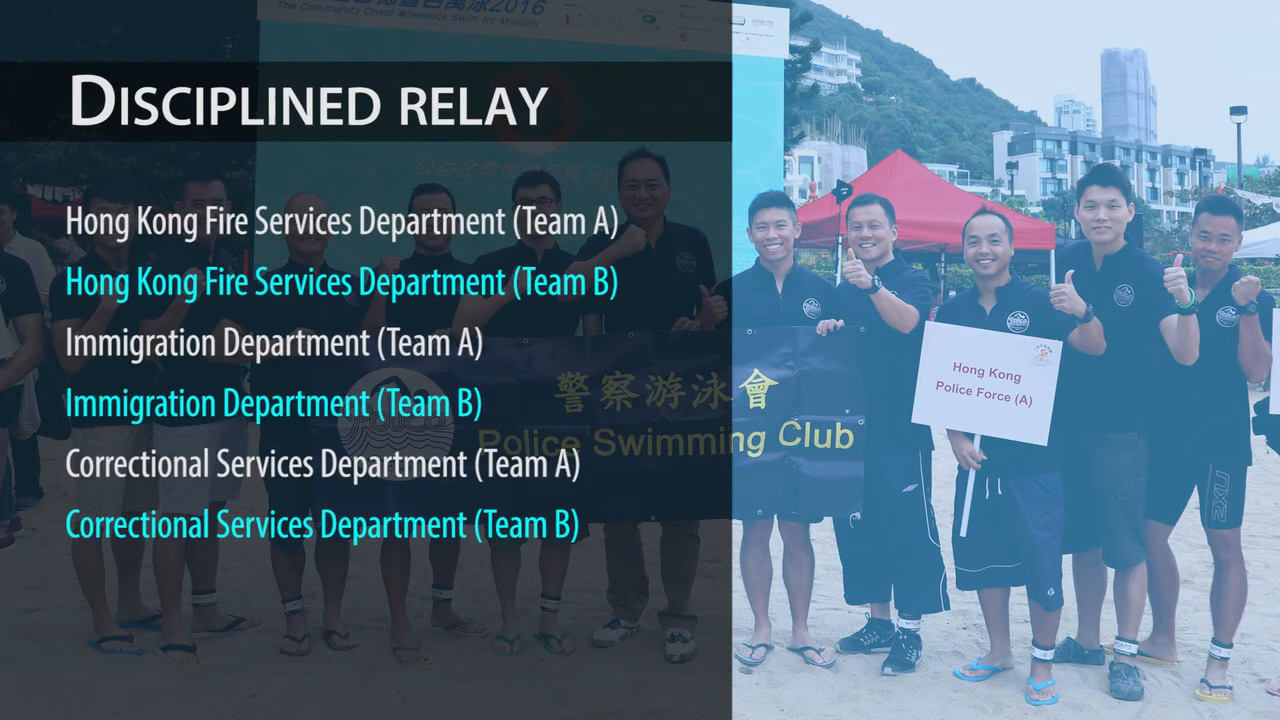 The Community Chest Wheelock Swim for Millions
DISCIPLINED RELAY
Hong Kong Fire Services Department (Team A)
Hong Kong Fire Services Department (Team B)
Immigration Department (Team A)
Immigration Department (Team B)
Correctional Services Department (Team A)
Correctional Services Department (Team B)
警察游泳會
Police Swimming Club
Hong Kong
Police Force (A)
2XU